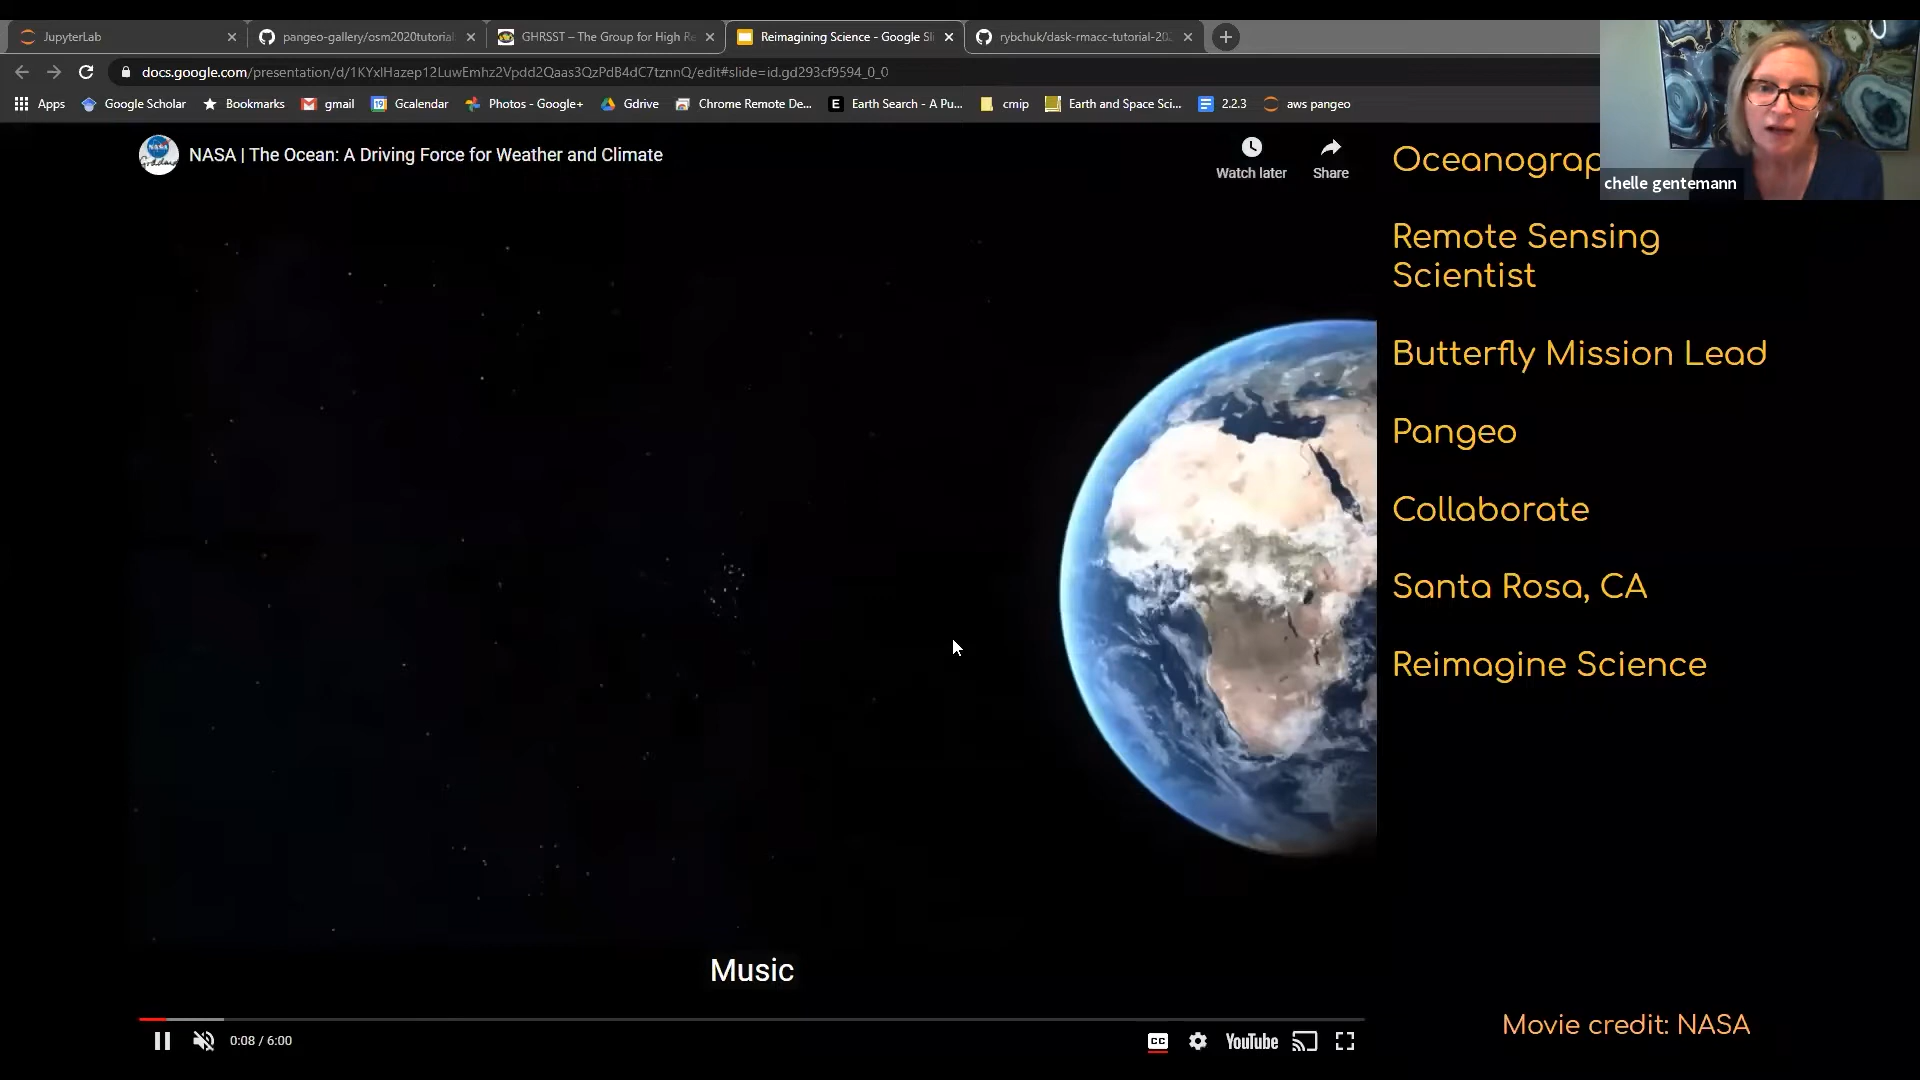 JupyterLab
pangeo-gallery/osm2020tutorial
GHRSST – The Group for High Re
Reimagining Science - Google Sli
rybchuk/dask-rmacc-tutorial-202
docs.google.com/presentation/d/1KYxlHazep12LuwEmhz2Vpdd2Qaas3QzPdB4dC7tznnQ/edit#slide=id.gd293cf9594_0_0
Apps Google Scholar Bookmarks gmail Gcalendar Photos - Google+ Gdrive Chrome Remote De... Earth Search - A Pu... cmip Earth and Space Sci... 2.2.3 aws pangeo
NASA | The Ocean: A Driving Force for Weather and Climate
Watch later
Share
Oceanograp
chelle gentemann
Remote Sensing
Scientist
Butterfly Mission Lead
Pangeo
Collaborate
Santa Rosa, CA
Reimagine Science
Music
0:08 / 6:00
CC
YouTube
Movie credit: NASA